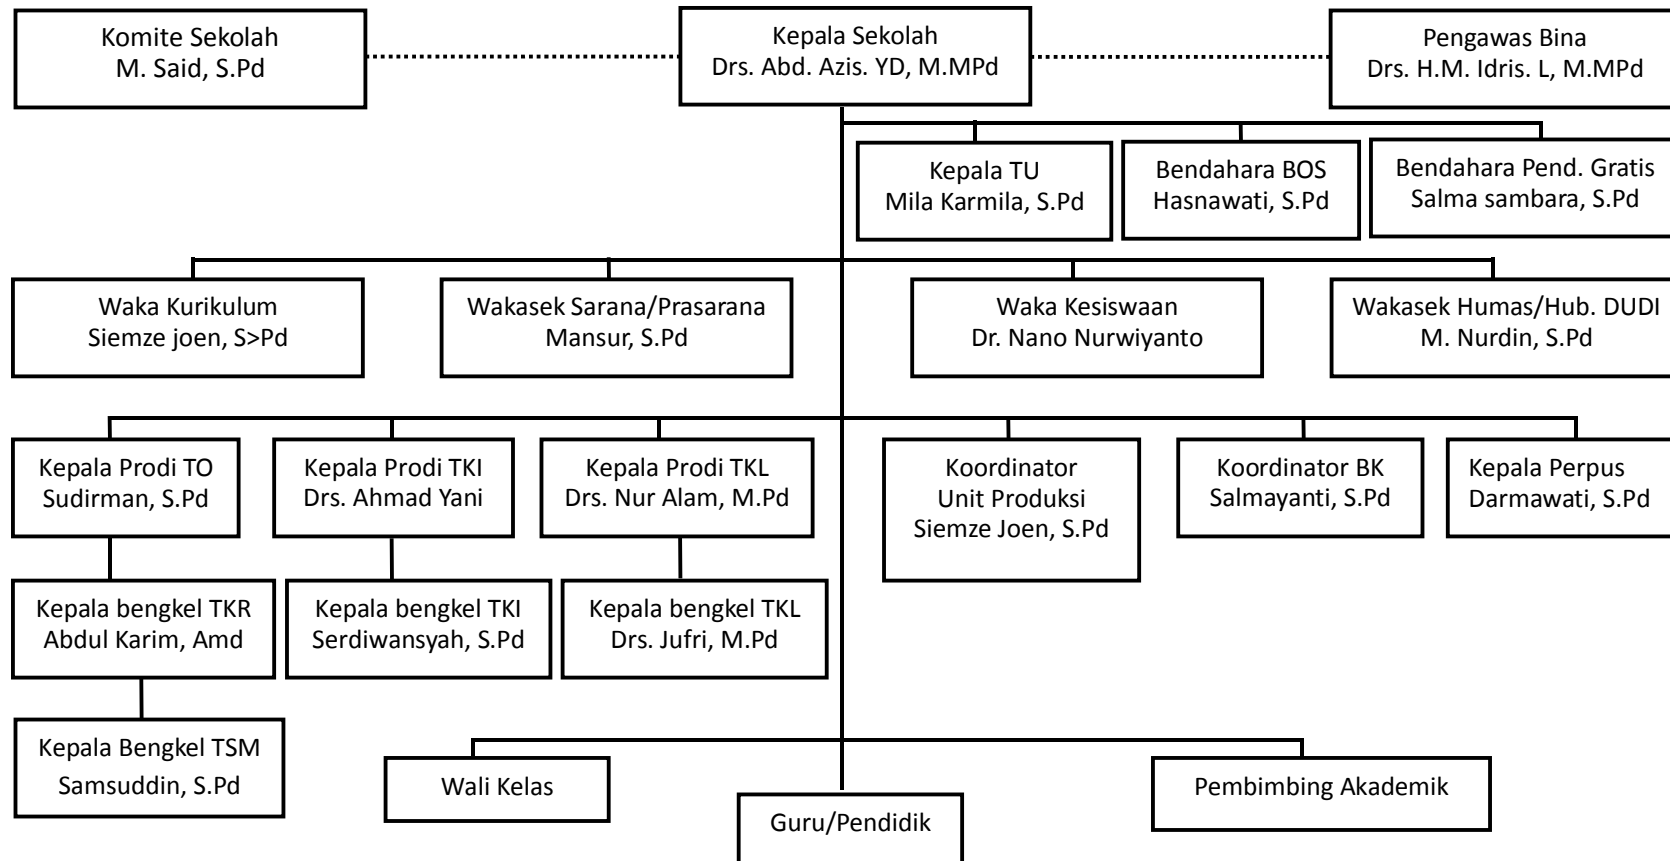 Komite Sekolah
M. Said, S.Pd
Kepala Sekolah
Drs. Abd. Azis. YD, M.MPd
Pengawas Bina
Drs. H.M. Idris. L, M.MPd
Kepala TU
Mila Karmila, S.Pd
Bendahara BOS
Hasnawati, S.Pd
Bendahara Pend. Gratis
Salma sambara, S.Pd
Waka Kurikulum
Siemze joen, S>Pd
Wakasek Sarana/Prasarana
Mansur, S.Pd
Waka Kesiswaan
Dr. Nano Nurwiyanto
Wakasek Humas/Hub. DUDI
M. Nurdin, S.Pd
Kepala Prodi TO
Sudirman, S.Pd
Kepala Prodi TKI
Drs. Ahmad Yani
Kepala Prodi TKL
Drs. Nur Alam, M.Pd
Koordinator
Unit Produksi
Siemze Joen, S.Pd
Koordinator BK
Salmayanti, S.Pd
Kepala Perpus
Darmawati, S.Pd
Kepala bengkel TKR
Abdul Karim, Amd
Kepala bengkel TKI
Serdiwansyah, S.Pd
Kepala bengkel TKL
Drs. Jufri, M.Pd
Kepala Bengkel TSM
Samsuddin, S.Pd
Wali Kelas
Guru/Pendidik
Pembimbing Akademik